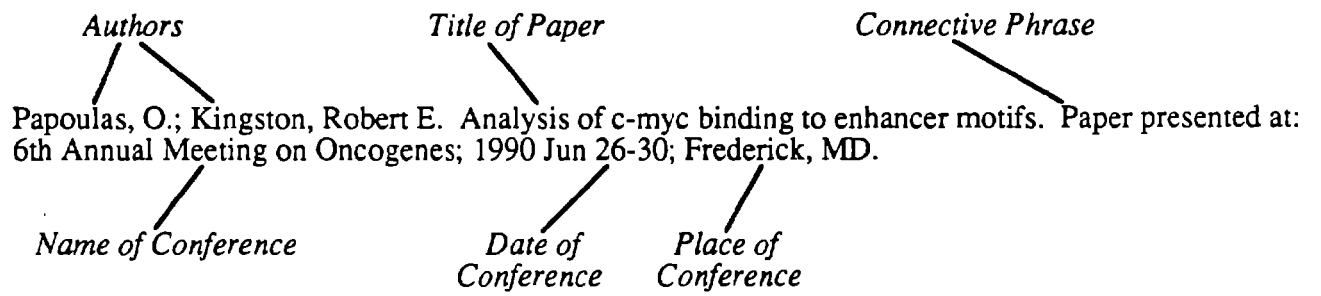 Authors Title of Paper Connective Phrase
Papoulas, O.; Kingston, Robert E. Analysis of c-myc binding to enhancer motifs. Paper presented at:
6th Annual Meeting on Oncogenes; 1990 Jun 26-30; Frederick, MD.
Name of Conference Date of Place of
Conference Conference